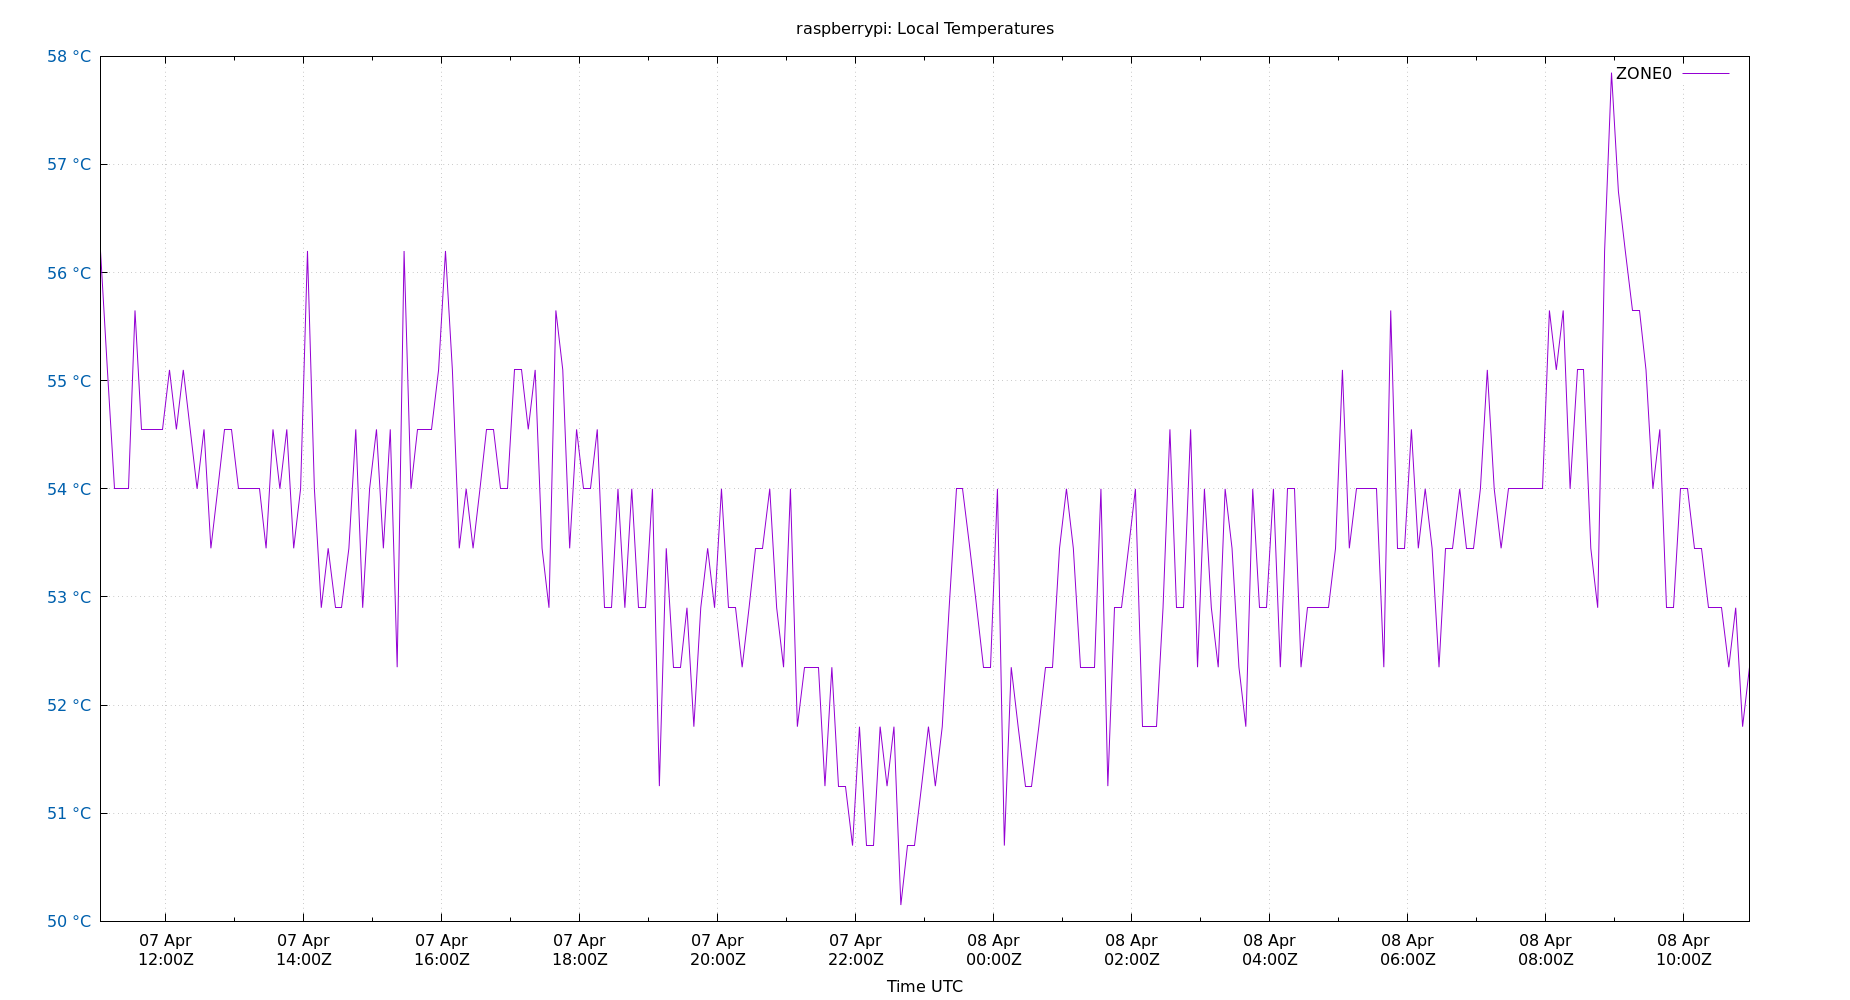 raspberrypi: Local Temperatures
58 °C
ZONE0
57 °C
56 °C
55 °C
54 °C
53 °C
52 °C
51 °C
50 °C
07 Apr 07 Apr 07 Apr 07 Apr 07 Apr 07 Apr 08 Apr 08 Apr 08 Apr 08 Apr 08 Apr 08 Apr
12:00Z 14:00Z 16:00Z 18:00Z 20:00Z 22:00Z 00:00Z 02:00Z 04:00Z 06:00Z 08:00Z 10:00Z
Time UTC